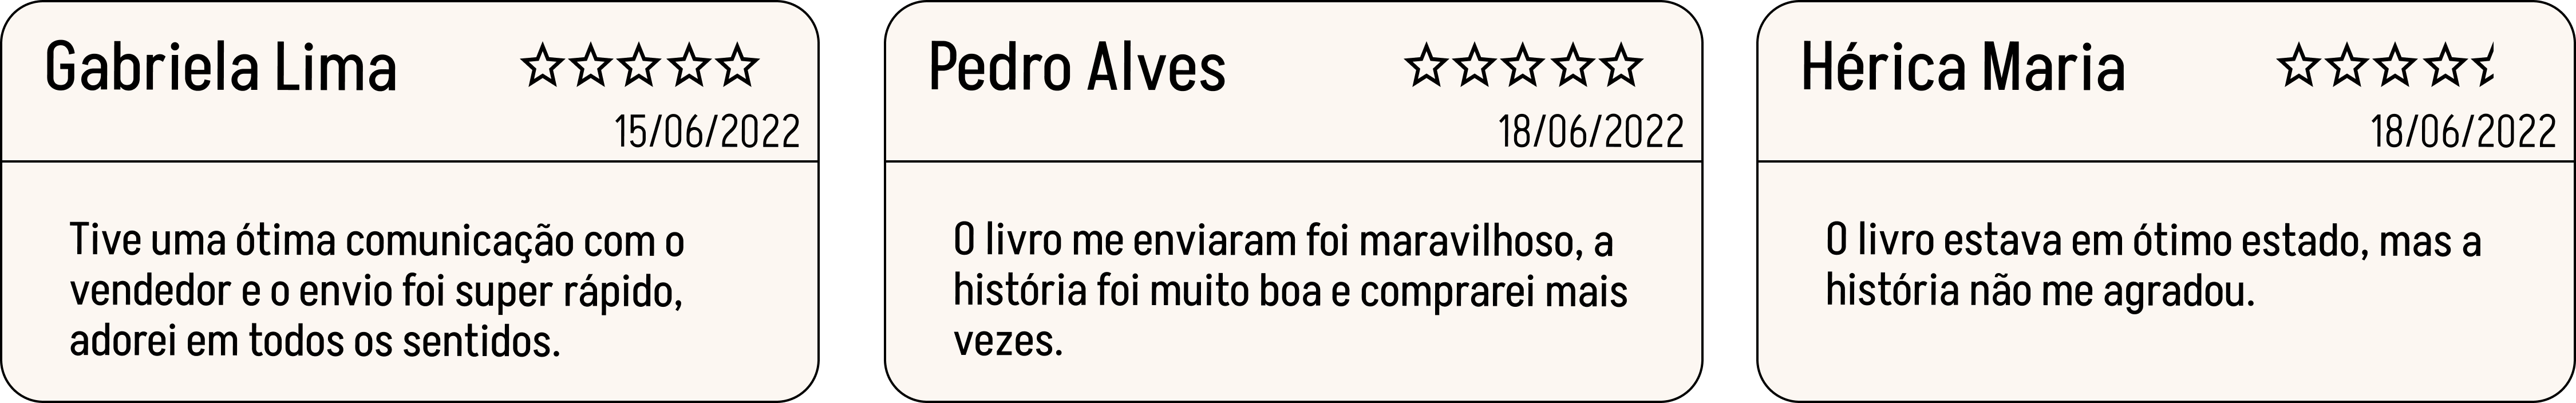 Gabriela Lima
15/06/2022
Tive uma ótima comunicação com o
vendedor e o envio foi super rápido,
adorei em todos os sentidos.
Pedro Alves
18/06/2022
O livro me enviaram foi maravilhoso, a
história foi muito boa e comprarei mais
vezes.
Hérica Maria
18/06/2022
O livro estava em ótimo estado, mas a
história não me agradou.